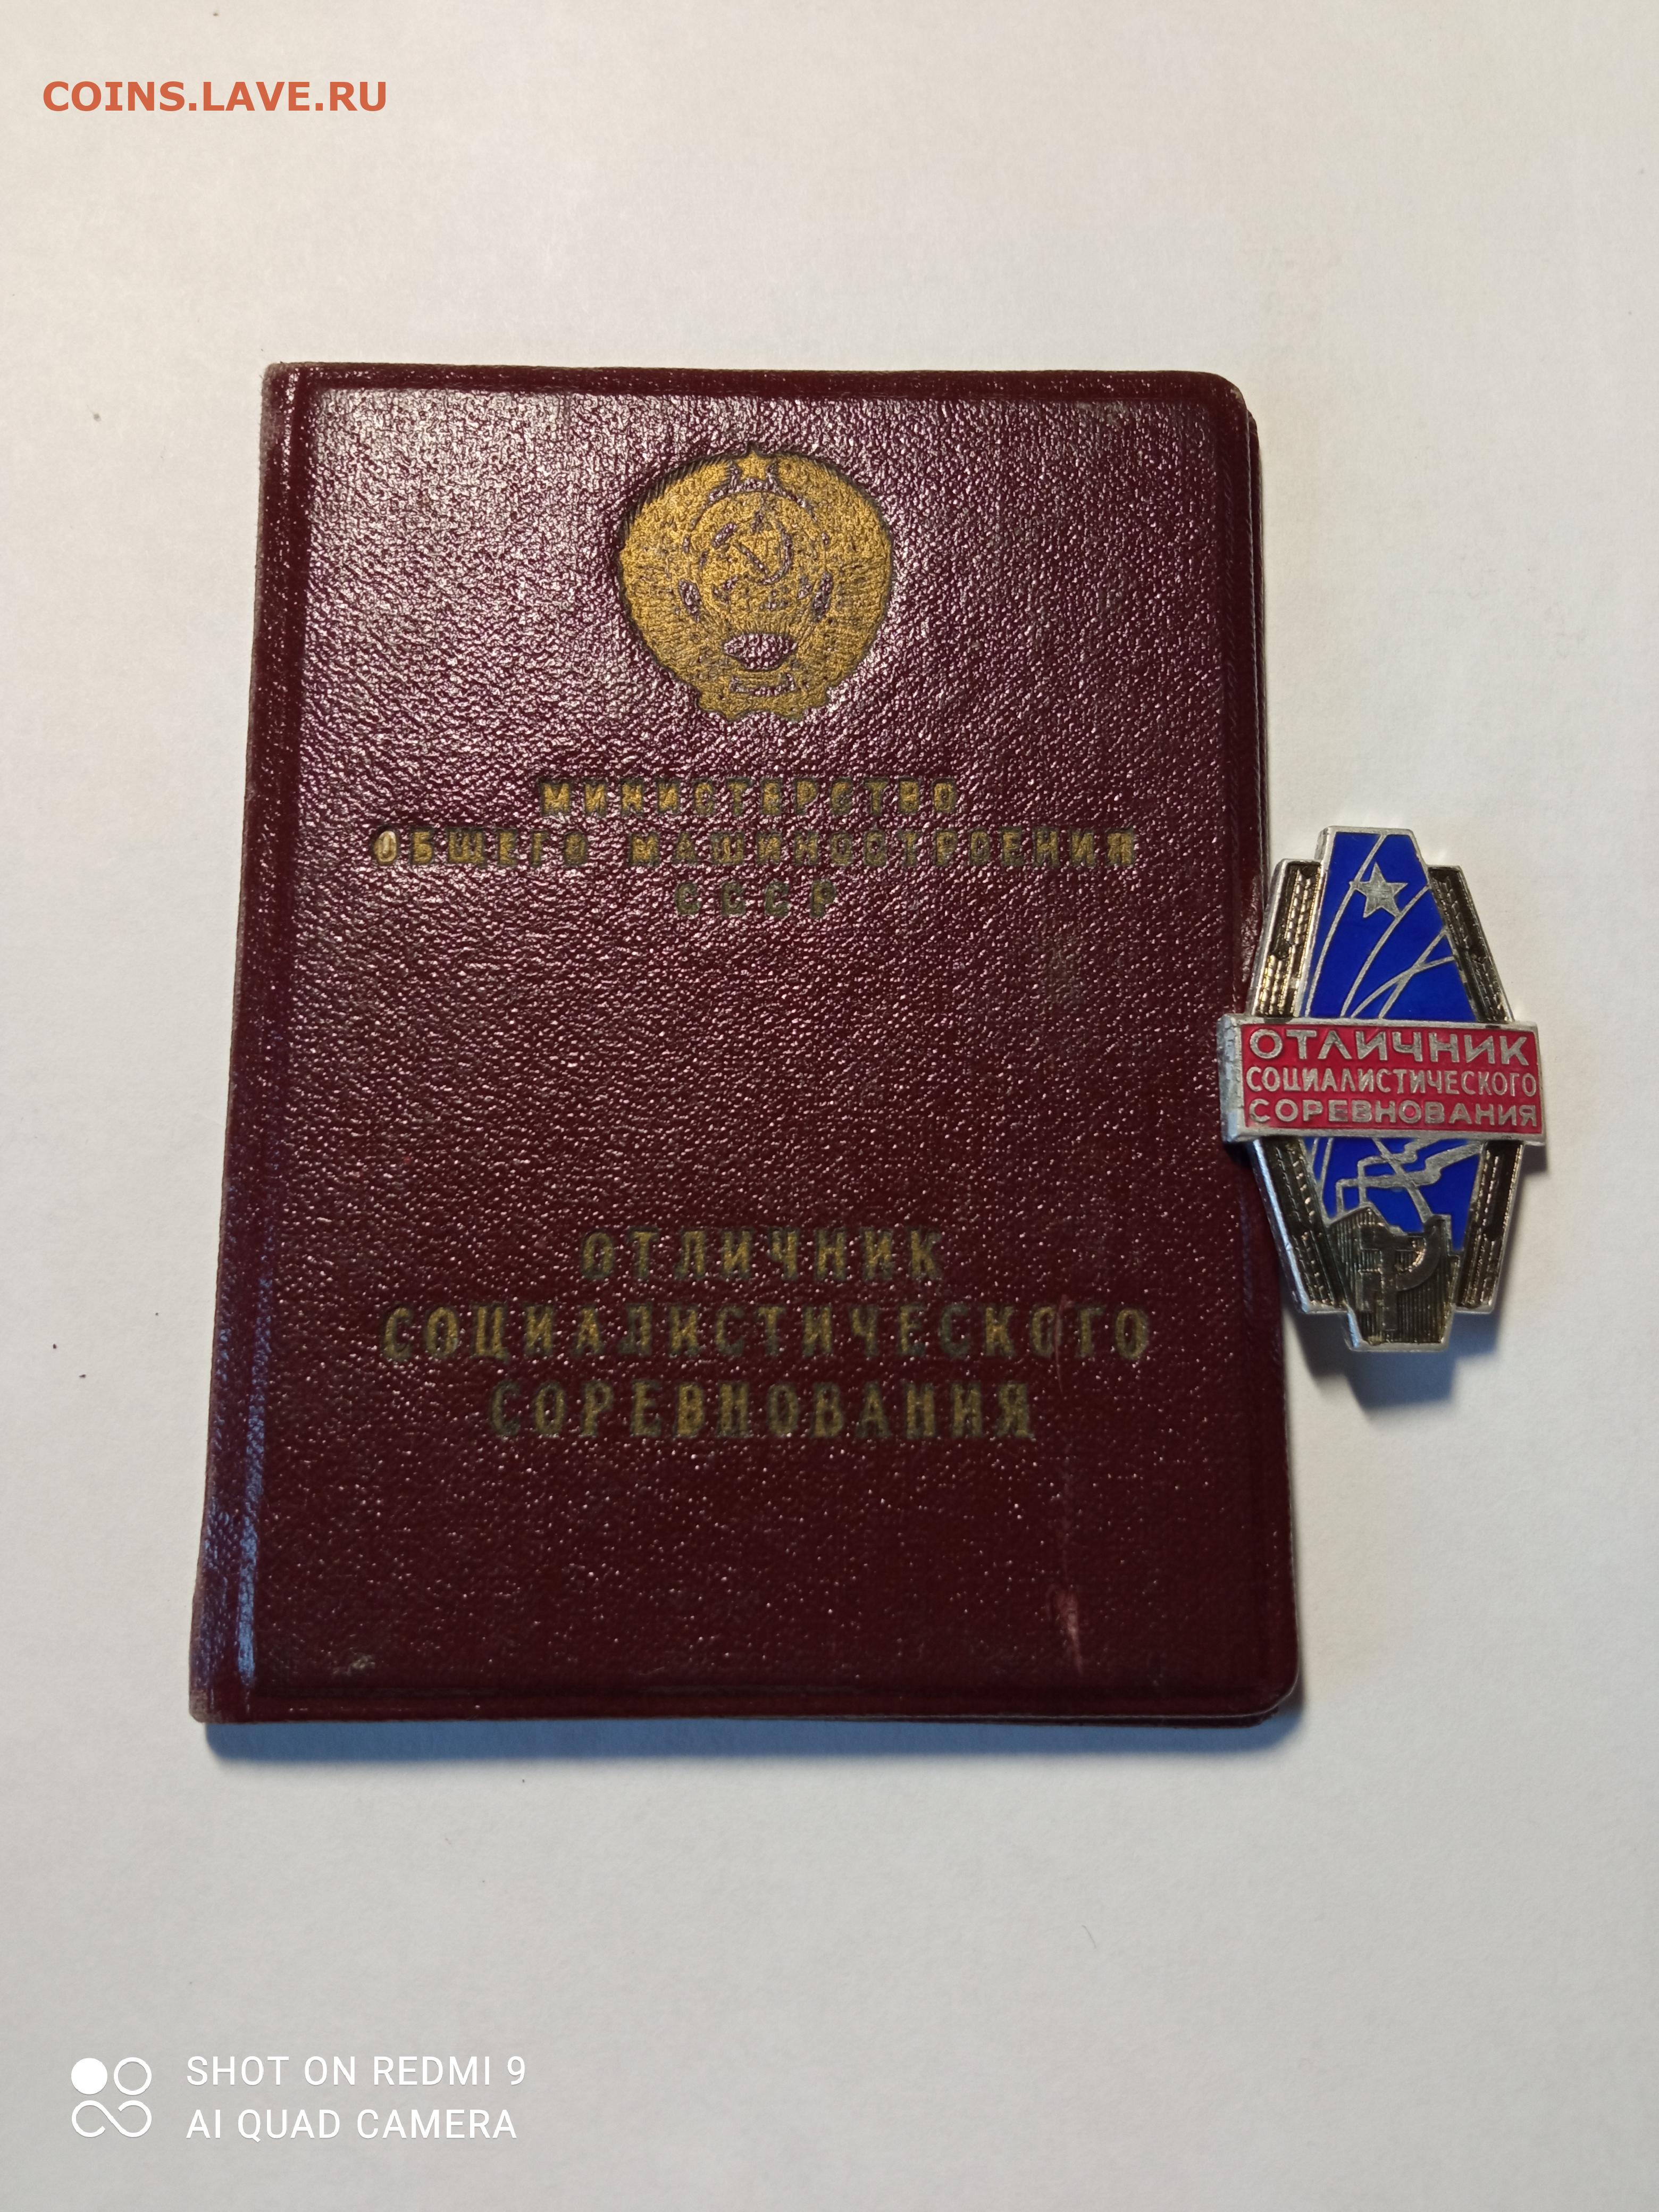 COINS.LAVE.RU
МИНИСТЕРСТВО
ОБЩЕГО МАШИНОСТРОЕНИЯ
СССР
ОТЛИЧНИК
СОЦИАЛИСТИЧЕСКОГО
СОРЕВНОВАНИЯ
ОТЛИЧНИК
СОЦИАЛИСТИЧЕСКОГО
СОРЕВНОВАНИЯ
SHOT ON REDMI 9
AI QUAD CAMERA